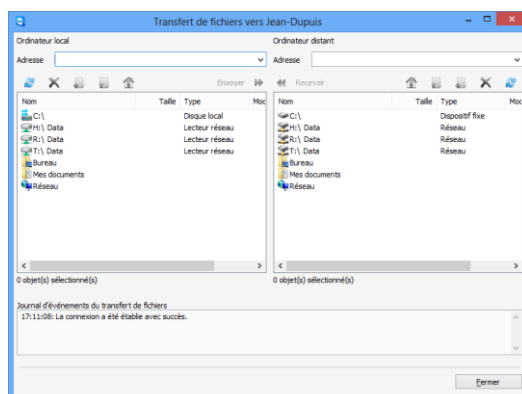 Transfert de fichiers vers Jean-Dupuis
Ordinateur local
Adresse
Envoyer
Nom Taille Type Moc
C:\ Disque local
H:\ Data Lecteur réseau
R:\ Data Lecteur réseau
T:\ Data Lecteur réseau
Bureau
Mes documents
Réseau
0 objet(s) sélectionné(s)
Ordinateur distant
Adresse
Recevoir
Nom Taille Type Moc
C:\ Dispositif fixe
H:\ Data Réseau
R:\ Data Réseau
T:\ Data Réseau
Bureau
Mes documents
Réseau
0 objet(s) sélectionné(s)
Journal d'événements du transfert de fichiers
17:11:08: La connexion a été établie avec succès.
Fermer